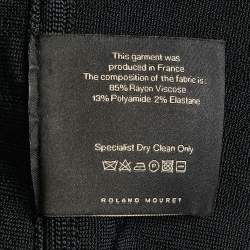 This garment was
produced in France
The composition of the fabric is:
85% Rayon Viscose
13% Polyamide 2% Elastane
Specialist Dry Clean Only
ROLAND MOURET